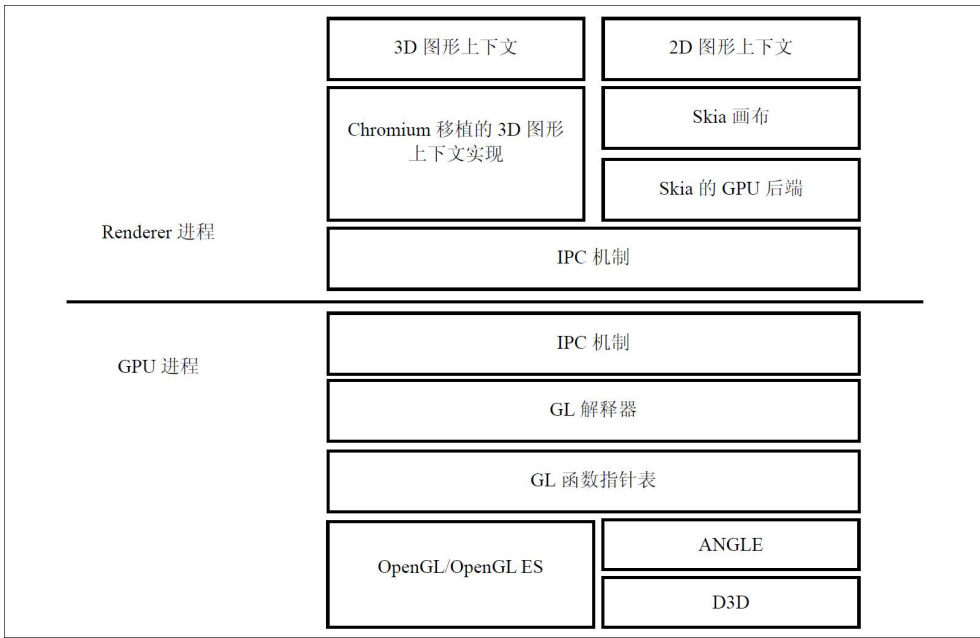 3D 图形上下文
2D 图形上下文
Chromium 移植的 3D 图形
上下文实现
Skia 画布
Skia 的 GPU 后端
Renderer 进程
IPC 机制
IPC 机制
GPU 进程
GL 解释器
GL 函数指针表
OpenGL/OpenGL ES
ANGLE
D3D